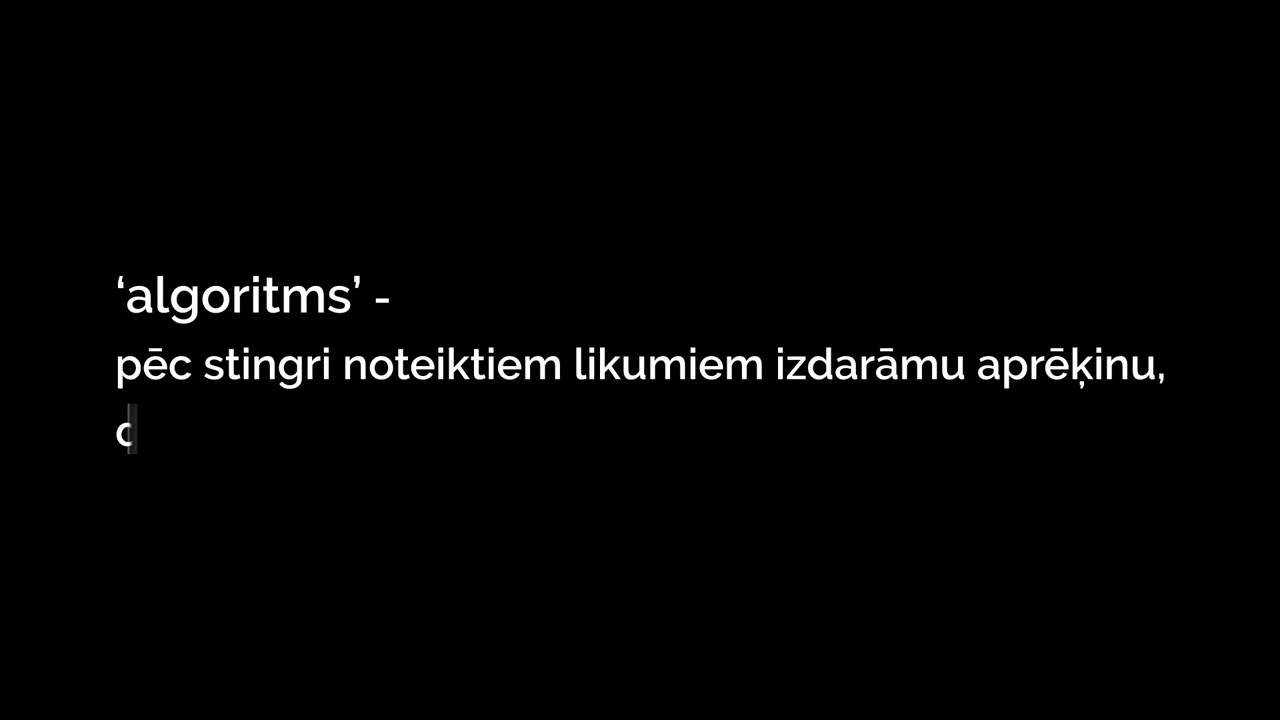 ‘algoritms’ -
pēc stingri noteiktiem likumiem izdarāmu aprēķinu,